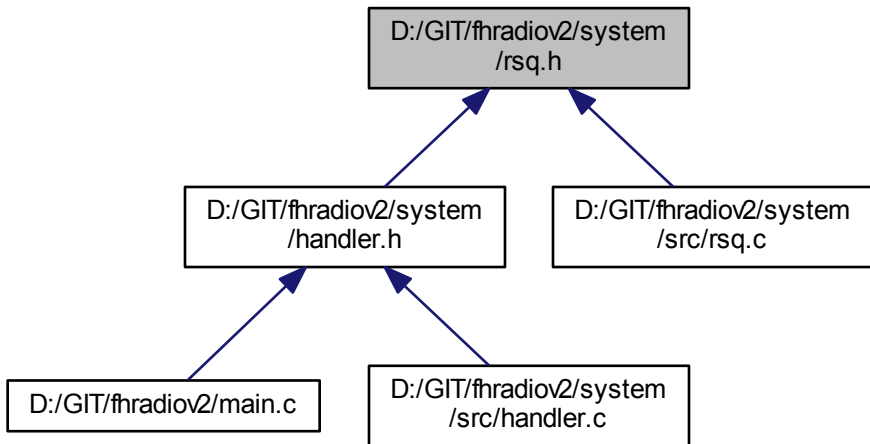 D:/GIT/fhradiov2/system
/rsq.h
D:/GIT/fhradiov2/system
/handler.h
D:/GIT/fhradiov2/system
/src/rsq.c
D:/GIT/fhradiov2/main.c
D:/GIT/fhradiov2/system
/src/handler.c